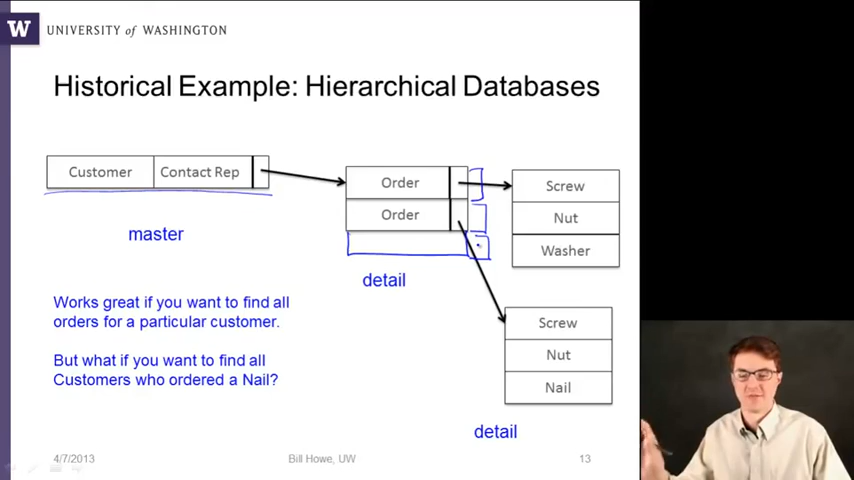 W UNIVERSITY of WASHINGTON
Historical Example: Hierarchical Databases
Customer Contact Rep
Order
Order
Screw
Nut
Washer
master
detail
Works great if you want to find all
orders for a particular customer.
But what if you want to find all
Customers who ordered a Nail?
Screw
Nut
Nail
detail
4/7/2013 Bill Howe, UW 13